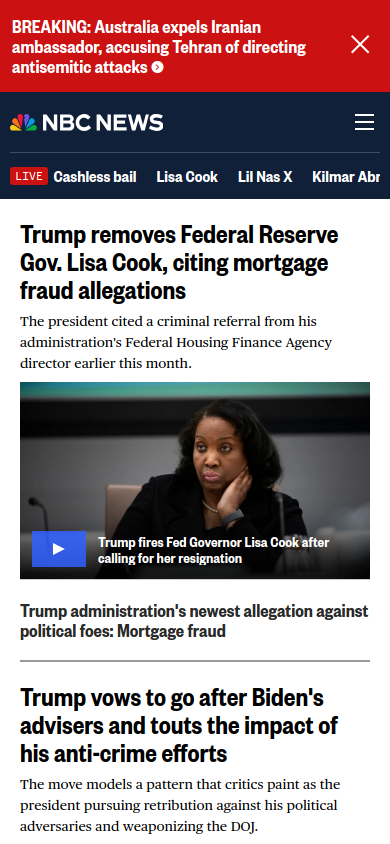 BREAKING: Australia expels Iranian
ambassador, accusing Tehran of directing
antisemitic attacks
NBC NEWS
LIVE Cashless bail Lisa Cook Lil Nas X Kilmar Abr
Trump removes Federal Reserve
Gov. Lisa Cook, citing mortgage
fraud allegations
The president cited a criminal referral from his
administration's Federal Housing Finance Agency
director earlier this month.
Trump fires Fed Governor Lisa Cook after
calling for her resignation
Trump administration's newest allegation against
political foes: Mortgage fraud
Trump vows to go after Biden's
advisers and touts the impact of
his anti-crime efforts
The move models a pattern that critics paint as the
president pursuing retribution against his political
adversaries and weaponizing the DOJ.